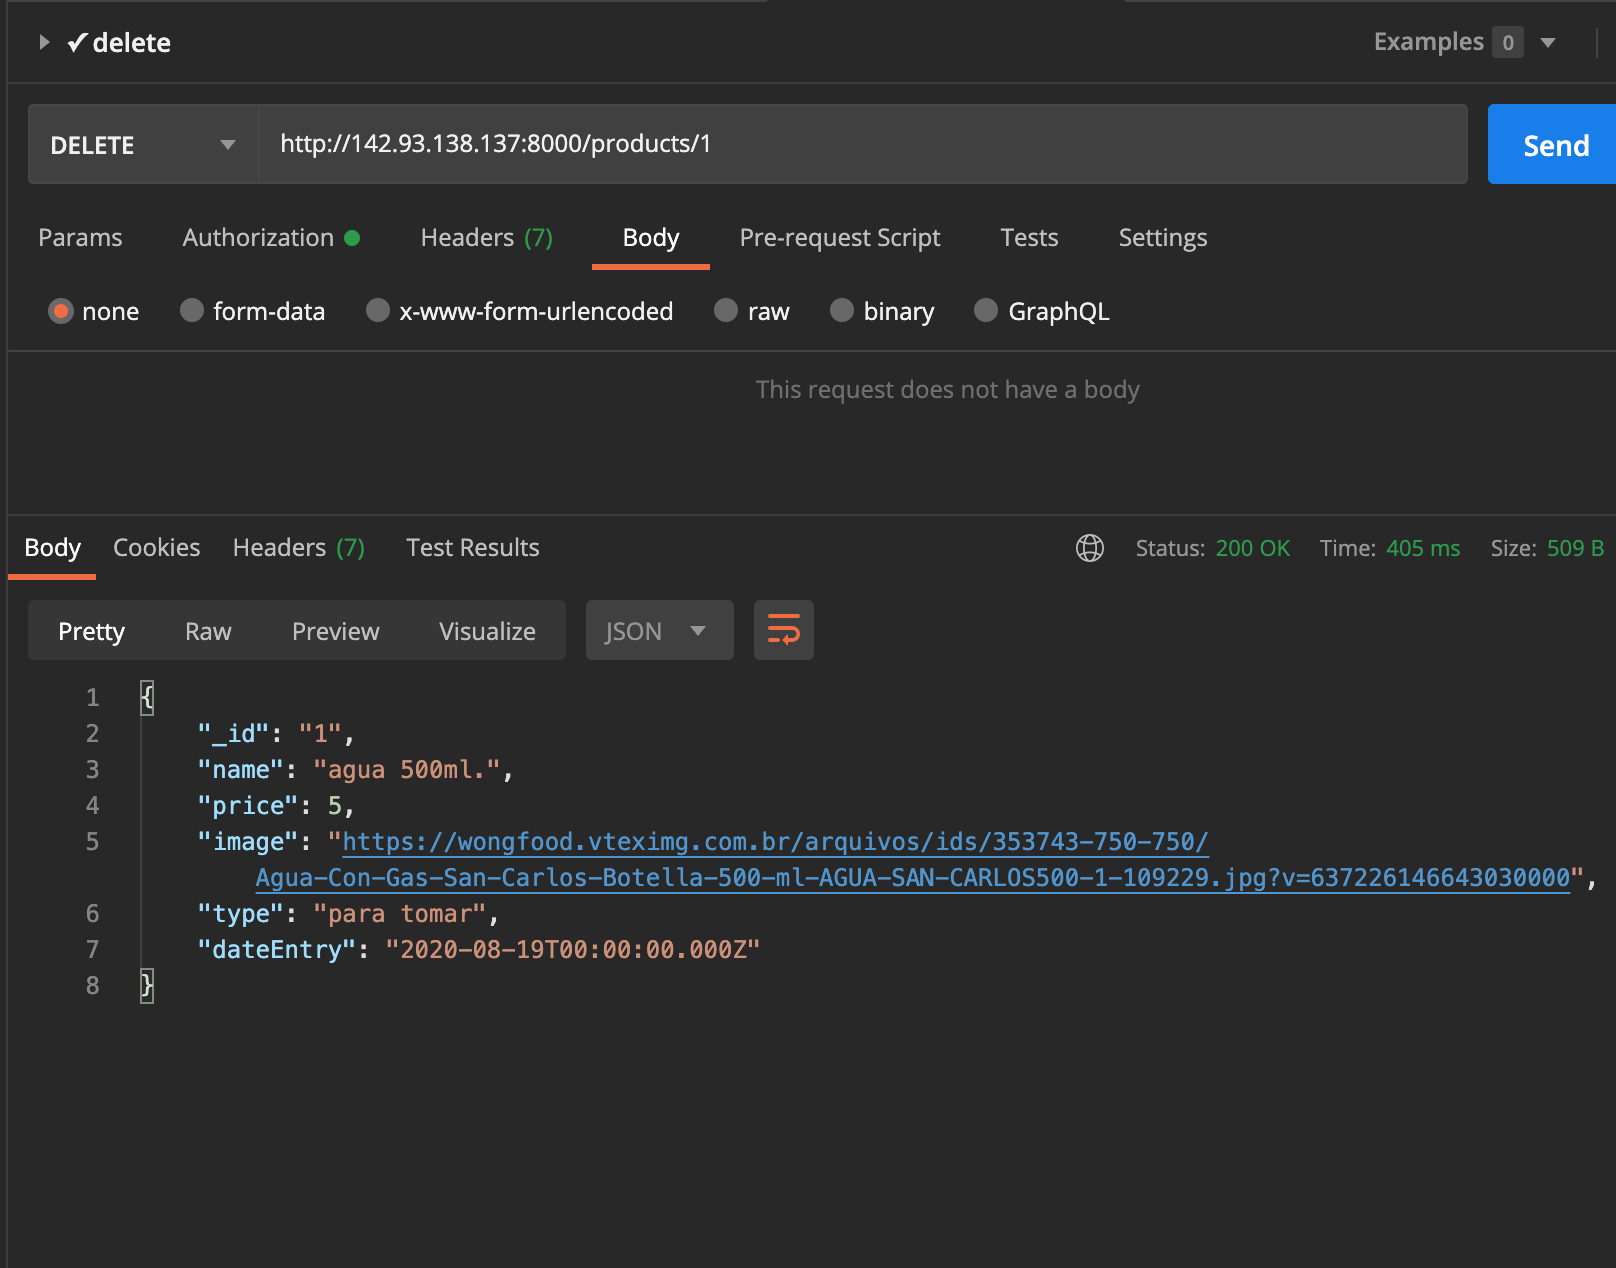 ✓ delete
Examples 0
DELETE http://142.93.138.137:8000/products/1 Send
Params Authorization Headers (7) Body Pre-request Script Tests Settings
none form-data x-www-form-urlencoded raw binary GraphQL
This request does not have a body
Body Cookies Headers (7) Test Results Status: 200 OK Time: 405 ms Size: 509 B
Pretty Raw Preview Visualize JSON
1 {
2 "_id": "1",
3 "name": "agua 500ml.",
4 "price": 5,
5 "image": "https://wongfood.vteximg.com.br/arquivos/ids/353743-750-750/
Agua-Con-Gas-San-Carlos-Botella-500-ml-AGUA-SAN-CARLOS500-1-109229.jpg?v=637226146643030000",
6 "type": "para tomar",
7 "dateEntry": "2020-08-19T00:00:00.000Z"
8 }